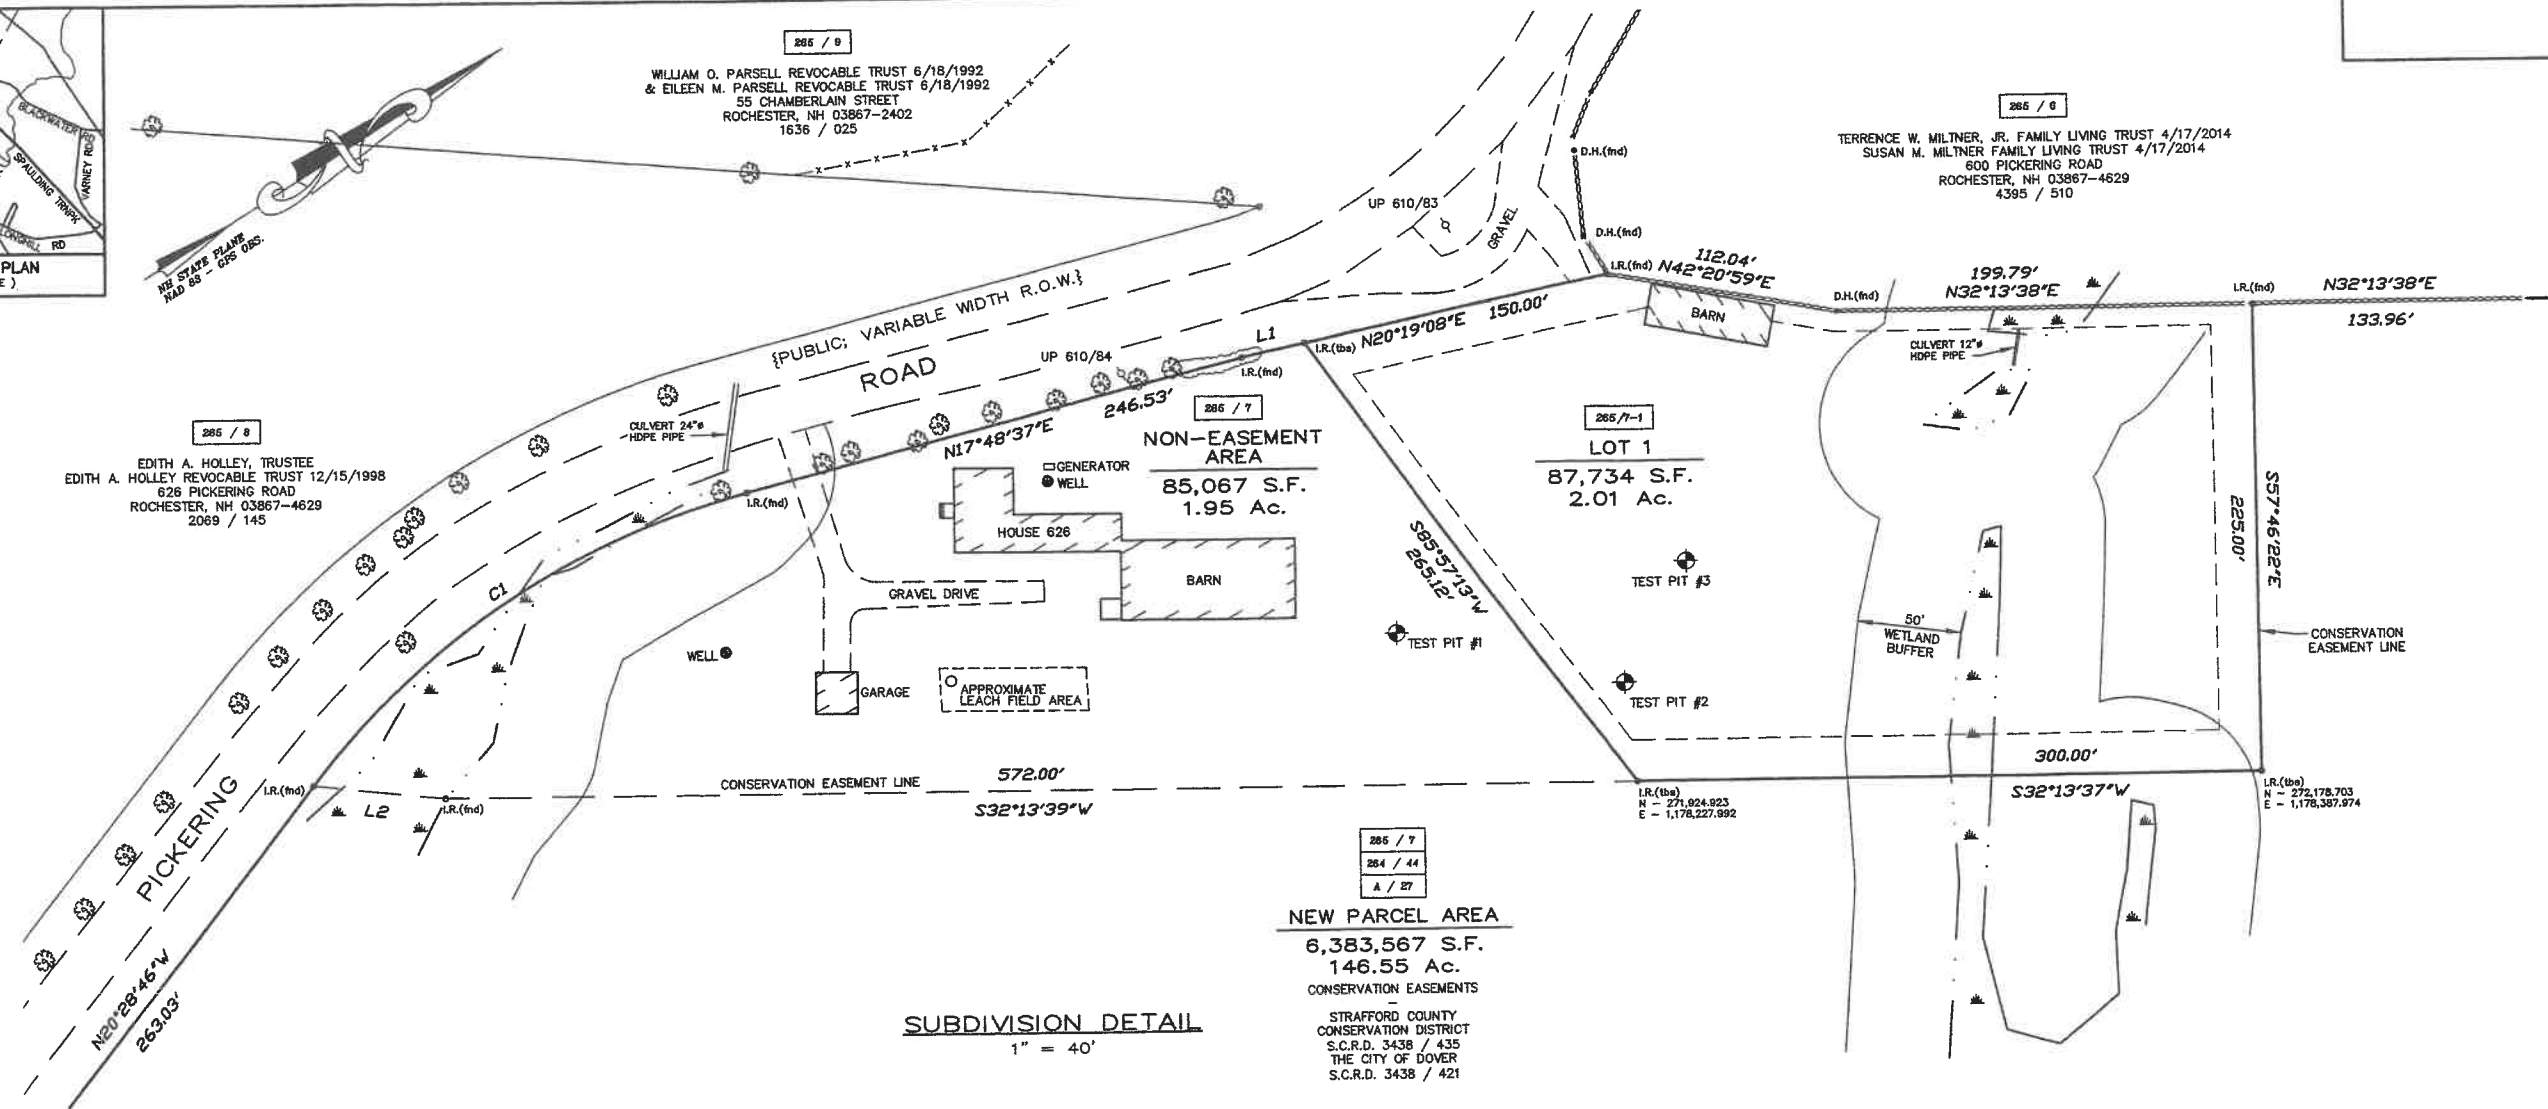 BLACKWATER RD
VARNEY RD
SPAULDING TRNPK
LONGHILL RD
PLAN
E )
NH STATE PLANE
NAD 83 - GPS OBS.
265 / 9
WILLIAM O. PARSELL REVOCABLE TRUST 6/18/1992
& EILEEN M. PARSELL REVOCABLE TRUST 6/18/1992
55 CHAMBERLAIN STREET
ROCHESTER, NH 03867-2402
1636 / 025
265 / 6
TERRENCE W. MILTNER, JR. FAMILY LIVING TRUST 4/17/2014
SUSAN M. MILTNER FAMILY LIVING TRUST 4/17/2014
600 PICKERING ROAD
ROCHESTER, NH 03867-4629
4395 / 510
D.H.(fnd)
D.H.(fnd)
UP 610/83
GRAVEL
I.R.(fnd)
112.04'
N42°20'59"E
BARN
D.H.(fnd)
199.79'
N32°13'38"E
I.R.(fnd)
N32°13'38"E
133.96'
CULVERT 12"ø
HDPE PIPE
{PUBLIC; VARIABLE WIDTH R.O.W.}
ROAD
UP 610/84
L1
I.R.(fnd)
I.R.(tbs)
N20°19'08"E 150.00'
265 / 8
EDITH A. HOLLEY, TRUSTEE
EDITH A. HOLLEY REVOCABLE TRUST 12/15/1998
626 PICKERING ROAD
ROCHESTER, NH 03867-4629
2069 / 145
CULVERT 24"ø
HDPE PIPE
I.R.(fnd)
N17°48'37"E
246.53'
265 / 7
NON-EASEMENT
AREA
85,067 S.F.
1.95 Ac.
GENERATOR
WELL
HOUSE 626
BARN
GRAVEL DRIVE
WELL
GARAGE
APPROXIMATE
LEACH FIELD AREA
265/7-1
LOT 1
87,734 S.F.
2.01 Ac.
S85°57'13"W
265.12'
TEST PIT #3
TEST PIT #1
TEST PIT #2
50'
WETLAND
BUFFER
S57°46'22"E
225.00'
CONSERVATION
EASEMENT LINE
C1
PICKERING
I.R.(fnd)
L2
I.R.(fnd)
CONSERVATION EASEMENT LINE
572.00'
S32°13'39"W
300.00'
S32°13'37"W
I.R.(tbs)
N - 271,924.923
E - 1,178,227.992
I.R.(tbs)
N - 272,178.703
E - 1,178,387.974
N20°28'46"W
263.03'
265 / 7
264 / 44
A / 27
NEW PARCEL AREA
6,383,567 S.F.
146.55 Ac.
CONSERVATION EASEMENTS
-
STRAFFORD COUNTY
CONSERVATION DISTRICT
S.C.R.D. 3438 / 435
THE CITY OF DOVER
S.C.R.D. 3438 / 421
SUBDIVISION DETAIL
1" = 40'